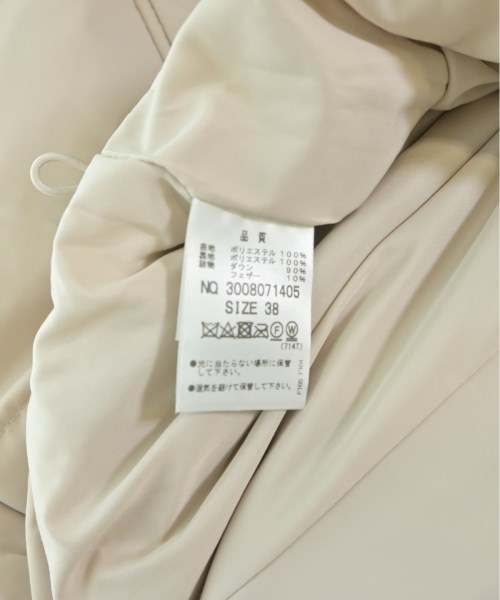 品質
表地 ポリエステル 100%
裏地 ポリエステル 100%
詰物 ダウン 90%
フェザー 10%
NO. 3008071405
SIZE 38
F W
(714T)
●光に当たらない場所に保管
して下さい。
●湿気を避けて保管して下さい。